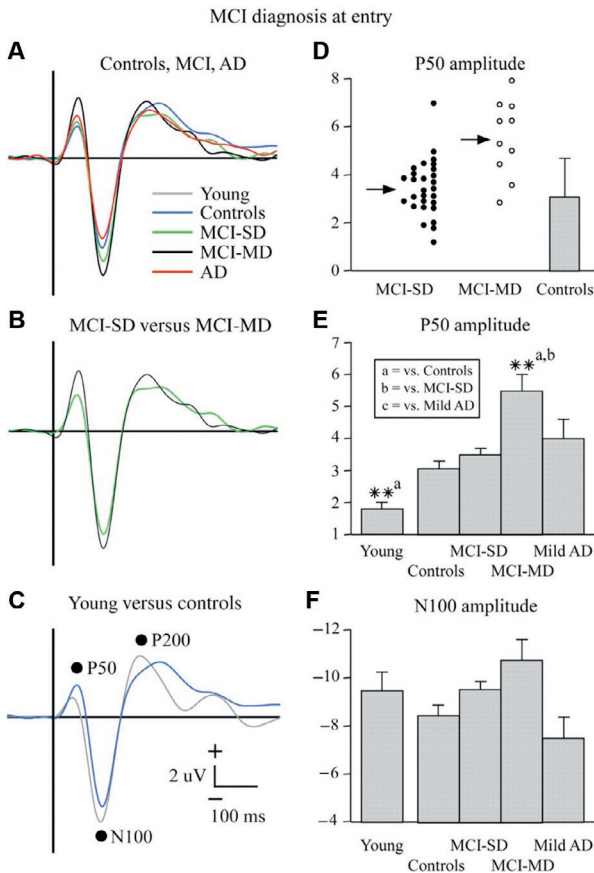 MCI diagnosis at entry
A
Controls, MCI, AD
Young
Controls
MCI-SD
MCI-MD
AD
B
MCI-SD versus MCI-MD
C
Young versus controls
P200
P50
+
2 uV
−
100 ms
N100
D
P50 amplitude
8
6
4
2
0
MCI-SD MCI-MD Controls
E
P50 amplitude
7
6
5
4
3
2
1
a = vs. Controls
b = vs. MCI-SD
c = vs. Mild AD
** a,b
** a
Young MCI-SD Mild AD
Controls MCI-MD
F
N100 amplitude
−12
−10
−8
−6
−4
Young MCI-SD Mild AD
Controls MCI-MD